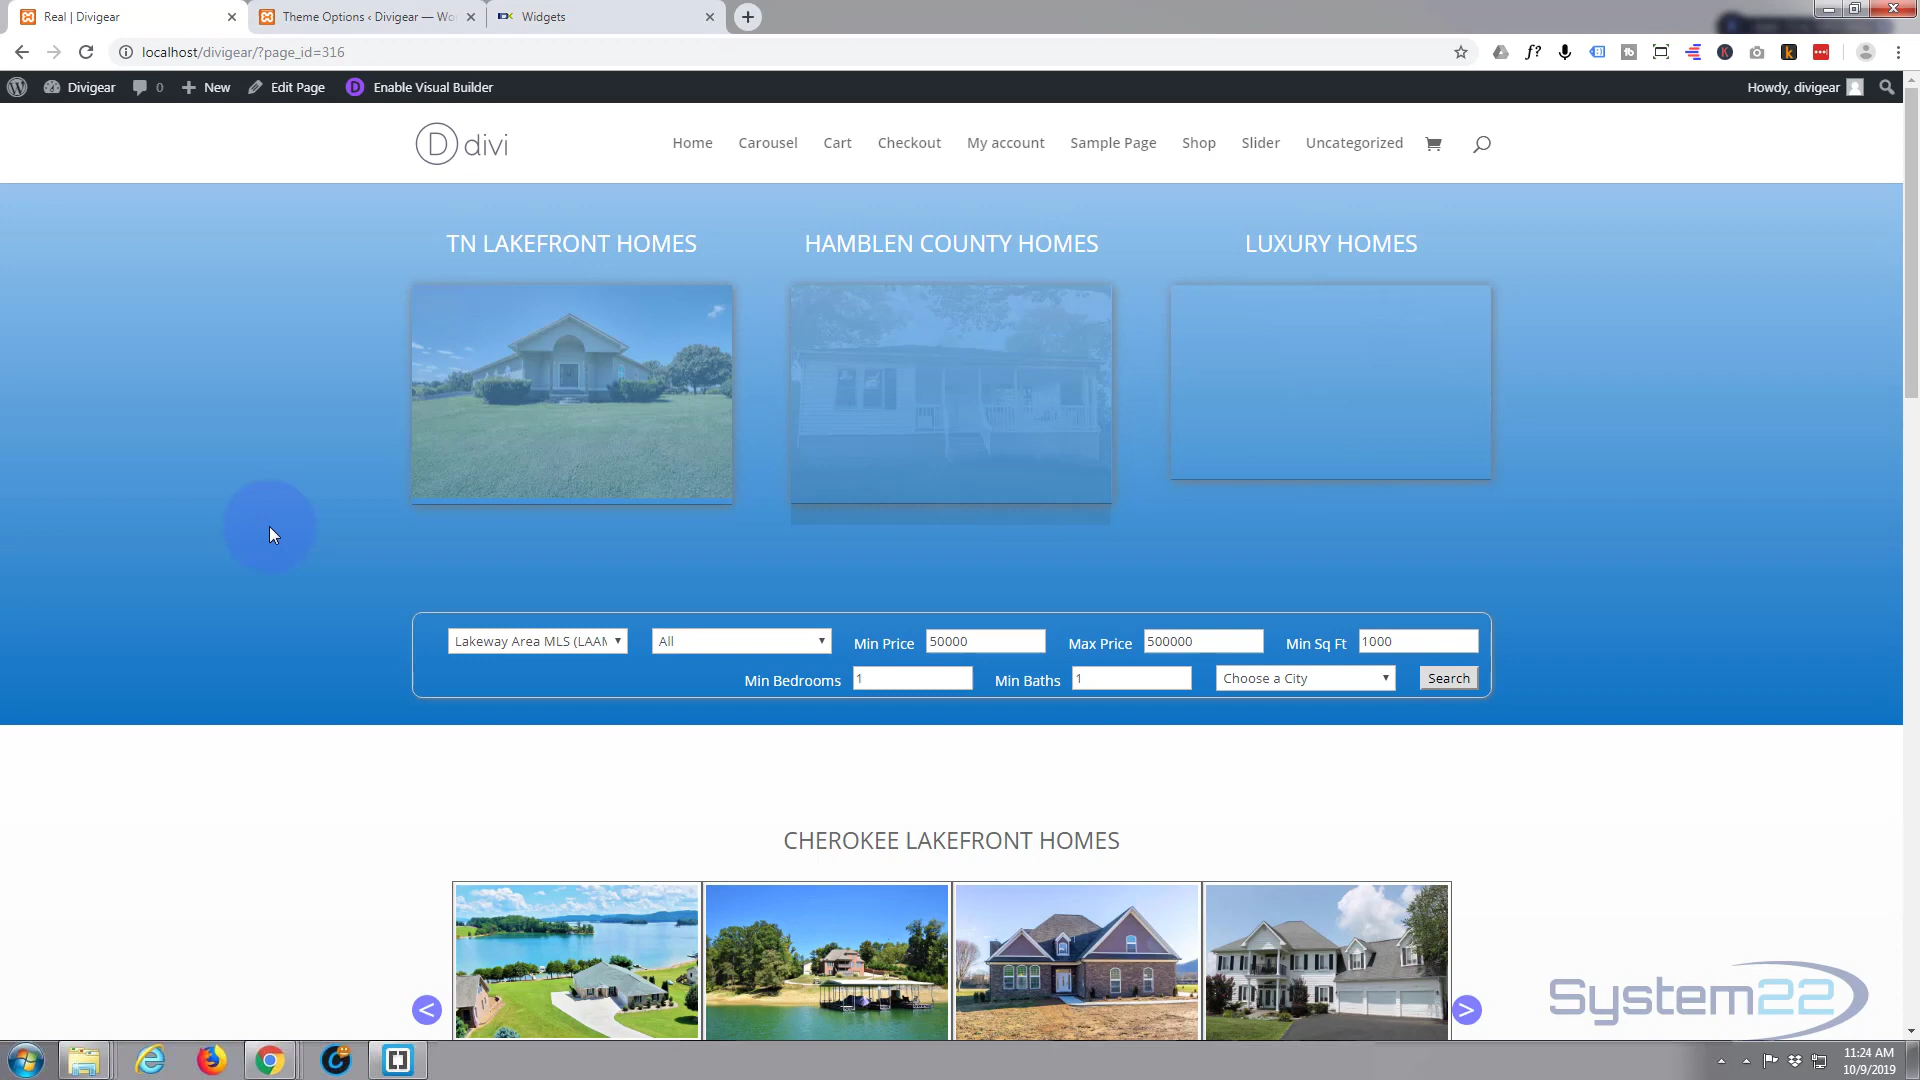 Real | Divigear
Theme Options ‹ Divigear — Wo
Widgets
localhost/divigear/?page_id=316
Divigear
0
New
Edit Page
D
Enable Visual Builder
Howdy, divigear
D divi
Home
Carousel
Cart
Checkout
My account
Sample Page
Shop
Slider
Uncategorized
TN LAKEFRONT HOMES
HAMBLEN COUNTY HOMES
LUXURY HOMES
Lakeway Area MLS (LAAM
All
Min Price
50000
Max Price
500000
Min Sq Ft
1000
Min Bedrooms
1
Min Baths
1
Choose a City
Search
CHEROKEE LAKEFRONT HOMES
<
>
System22
11:24 AM
10/9/2019